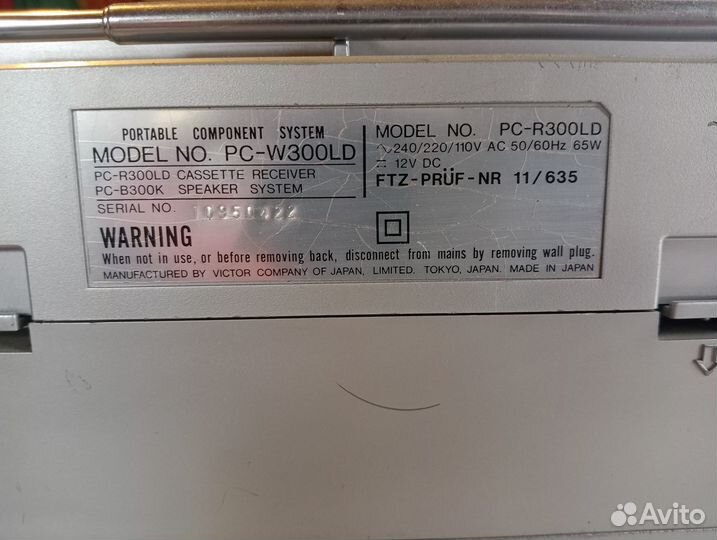 PORTABLE COMPONENT SYSTEM
MODEL NO. PC-W300LD
PC-R300LD CASSETTE RECEIVER
PC-B300K SPEAKER SYSTEM
SERIAL NO. 10350422
MODEL NO. PC-R300LD
∿240/220/110V AC 50/60Hz 65W
⎓ 12V DC
FTZ-PRÜF-NR 11/635
WARNING
When not in use, or before removing back, disconnect from mains by removing wall plug.
MANUFACTURED BY VICTOR COMPANY OF JAPAN, LIMITED. TOKYO, JAPAN. MADE IN JAPAN
Avito